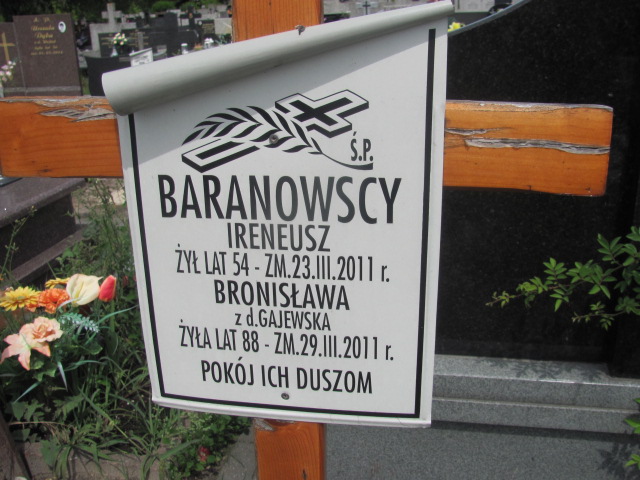 Ś.P.
BARANOWSCY
IRENEUSZ
ŻYŁ LAT 54 - ZM.23.III.2011 r.
BRONISŁAWA
z d.GAJEWSKA
ŻYŁA LAT 88 - ZM.29.III.2011 r.
POKÓJ ICH DUSZOM